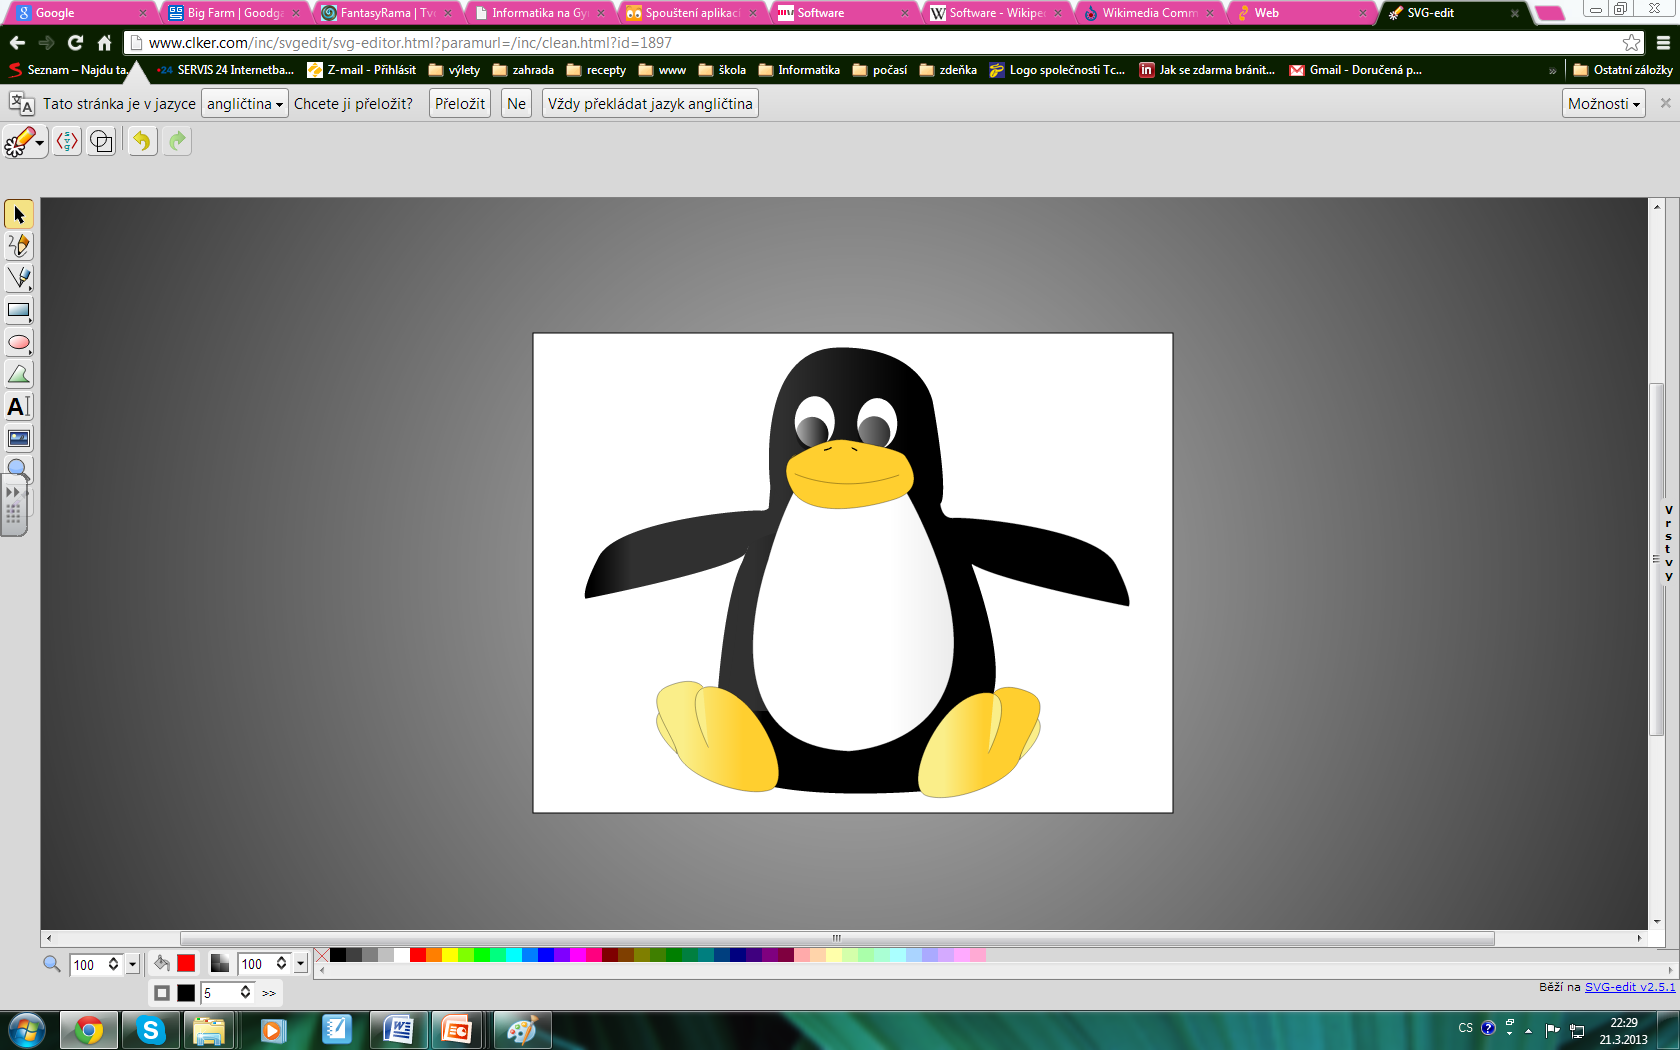 Google
Big Farm | Goodga
FantasyRama | Tv
Informatika na Gy
Spouštení aplikac
Software
Software - Wikipe
Wikimedia Comm
Web
SVG-edit
www.clker.com/inc/svgedit/svg-editor.html?paramurl=/inc/clean.html?id=1897
Seznam – Najdu ta...
SERVIS 24 Internetba...
Z-mail - Přihlásit
výlety
zahrada
recepty
www
škola
Informatika
počasí
zdeňka
Logo společnosti Tc...
Jak se zdarma bránit...
Gmail - Doručená p...
»
Ostatní záložky
Tato stránka je v jazyce angličtina Chcete ji přeložit? Přeložit Ne Vždy překládat jazyk angličtina Možnosti
Vrstvy
100
100
5 >>
Běží na SVG-edit v2.5.1
CS
22:29
21.3.2013